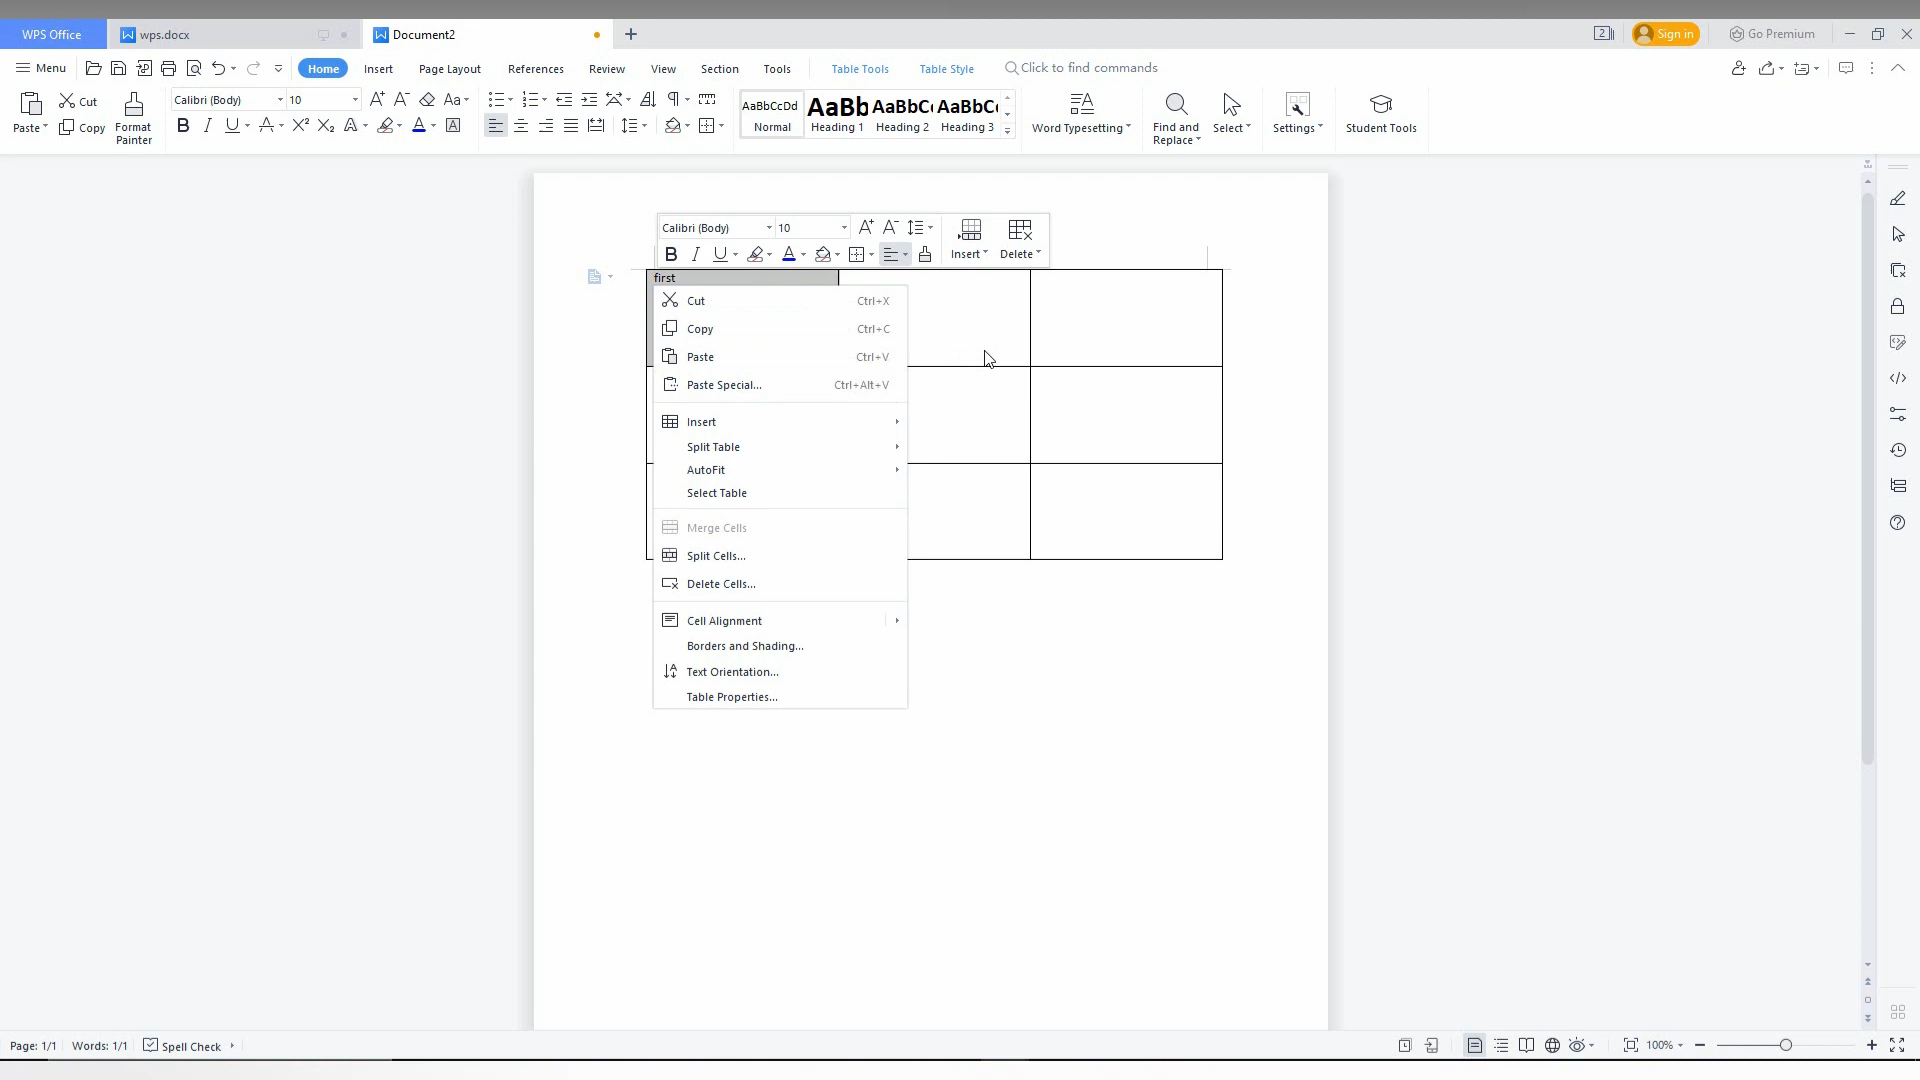 WPS Office
wps.docx
Document2
2
Sign in
Go Premium
Menu
Home
Insert
Page Layout
References
Review
View
Section
Tools
Table Tools
Table Style
Click to find commands
Paste
Cut
Copy
Format
Painter
Calibri (Body)
10
AaBbCcDd
Normal
AaBb
Heading 1
AaBbC
Heading 2
AaBbC
Heading 3
Word Typesetting
Find and
Replace
Select
Settings
Student Tools
Calibri (Body)
10
Insert
Delete
first
Cut Ctrl+X
Copy Ctrl+C
Paste Ctrl+V
Paste Special... Ctrl+Alt+V
Insert
Split Table
AutoFit
Select Table
Merge Cells
Split Cells...
Delete Cells...
Cell Alignment
Borders and Shading...
Text Orientation...
Table Properties...
Page: 1/1
Words: 1/1
Spell Check
100%